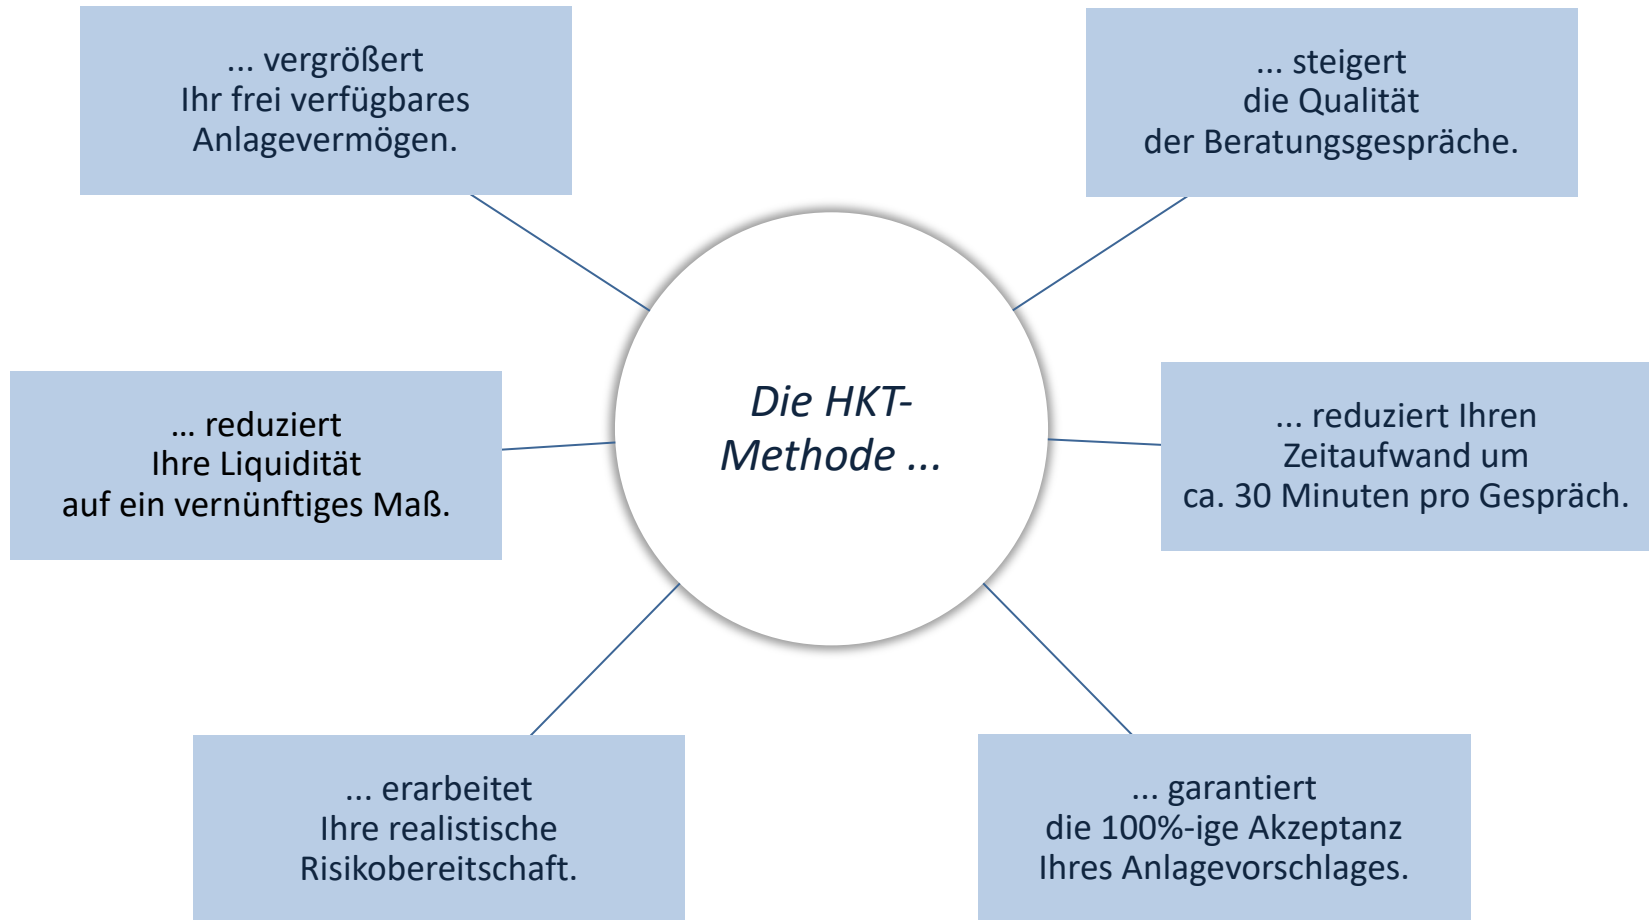 ... vergrößert
Ihr frei verfügbares
Anlagevermögen.
... steigert
die Qualität
der Beratungsgespräche.
Die HKT-
Methode ...
... reduziert
Ihre Liquidität
auf ein vernünftiges Maß.
... reduziert Ihren
Zeitaufwand um
ca. 30 Minuten pro Gespräch.
... erarbeitet
Ihre realistische
Risikobereitschaft.
... garantiert
die 100%-ige Akzeptanz
Ihres Anlagevorschlages.